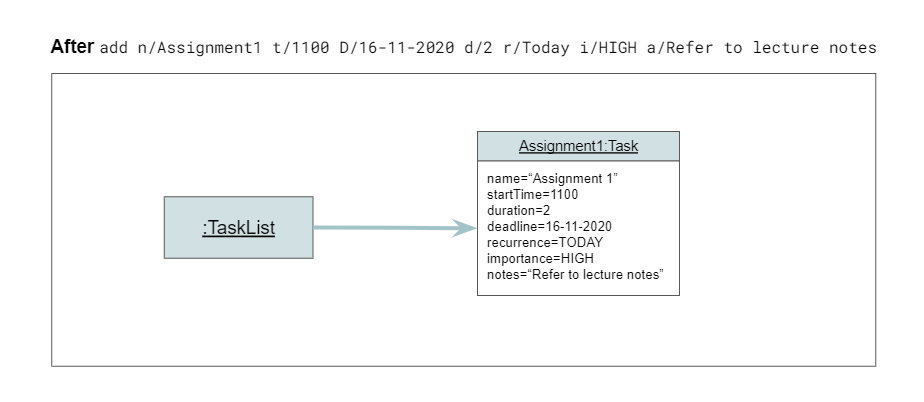 After add n/Assignment1 t/1100 D/16-11-2020 d/2 r/Today i/HIGH a/Refer to lecture notes
Assignment1:Task
name=“Assignment 1”
startTime=1100
duration=2
:TaskList
deadline=16-11-2020
recurrence=TODAY
importance=HIGH
notes=“Refer to lecture notes”